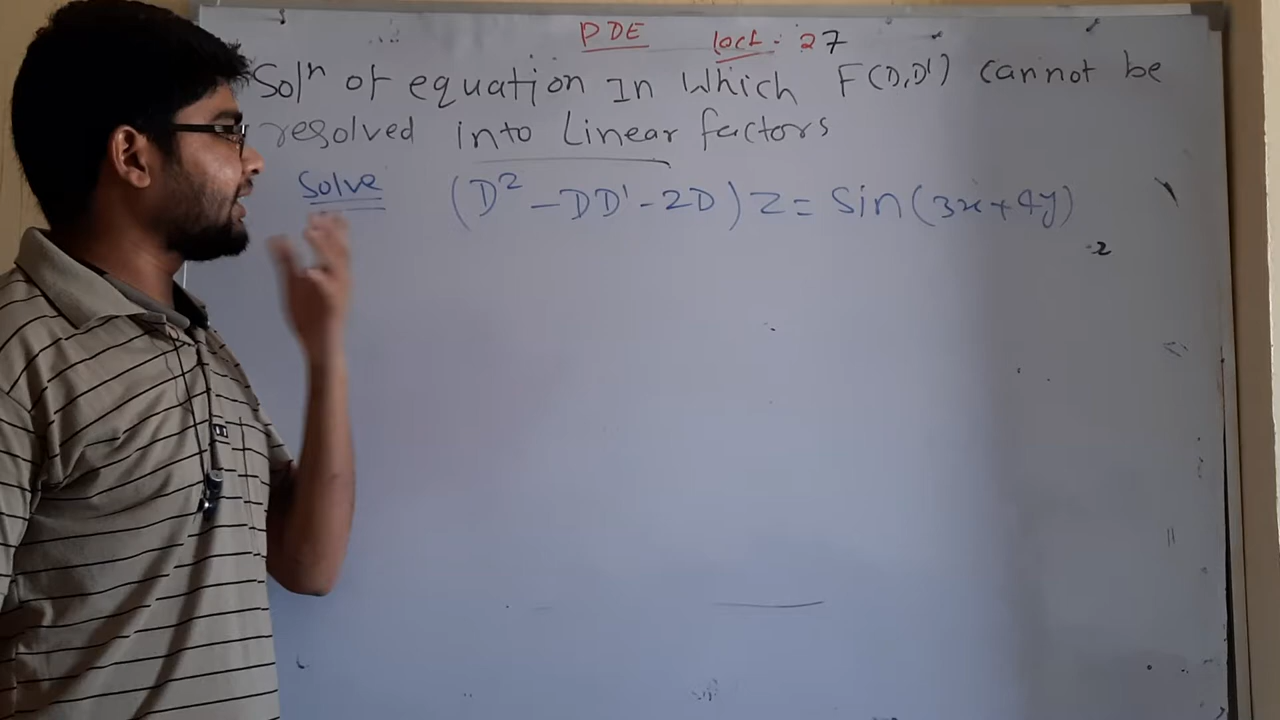 PDE lect: 27
Solⁿ of equation In Which F(D,D') cannot be
resolved into Linear factors
Solve (D² - DD' - 2D) Z = Sin(3x + 4y)
2